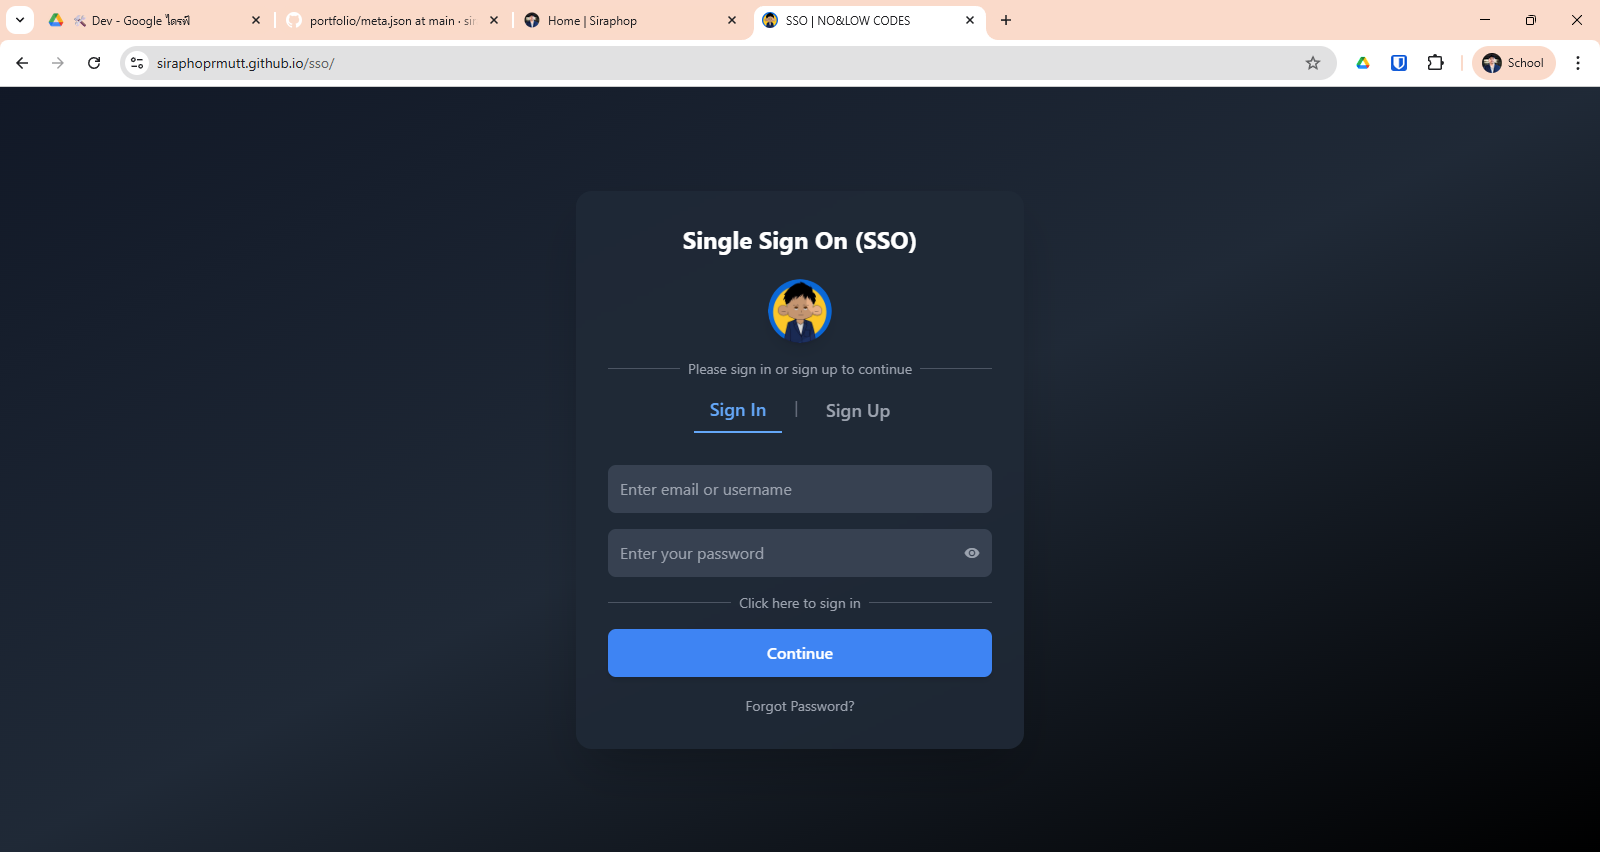 Dev - Google ไดรฟ์
portfolio/meta.json at main · sir
Home | Siraphop
SSO | NO&LOW CODES
siraphoprmutt.github.io/sso/
School
Single Sign On (SSO)
Please sign in or sign up to continue
Sign In | Sign Up
Enter email or username
Enter your password
Click here to sign in
Continue
Forgot Password?